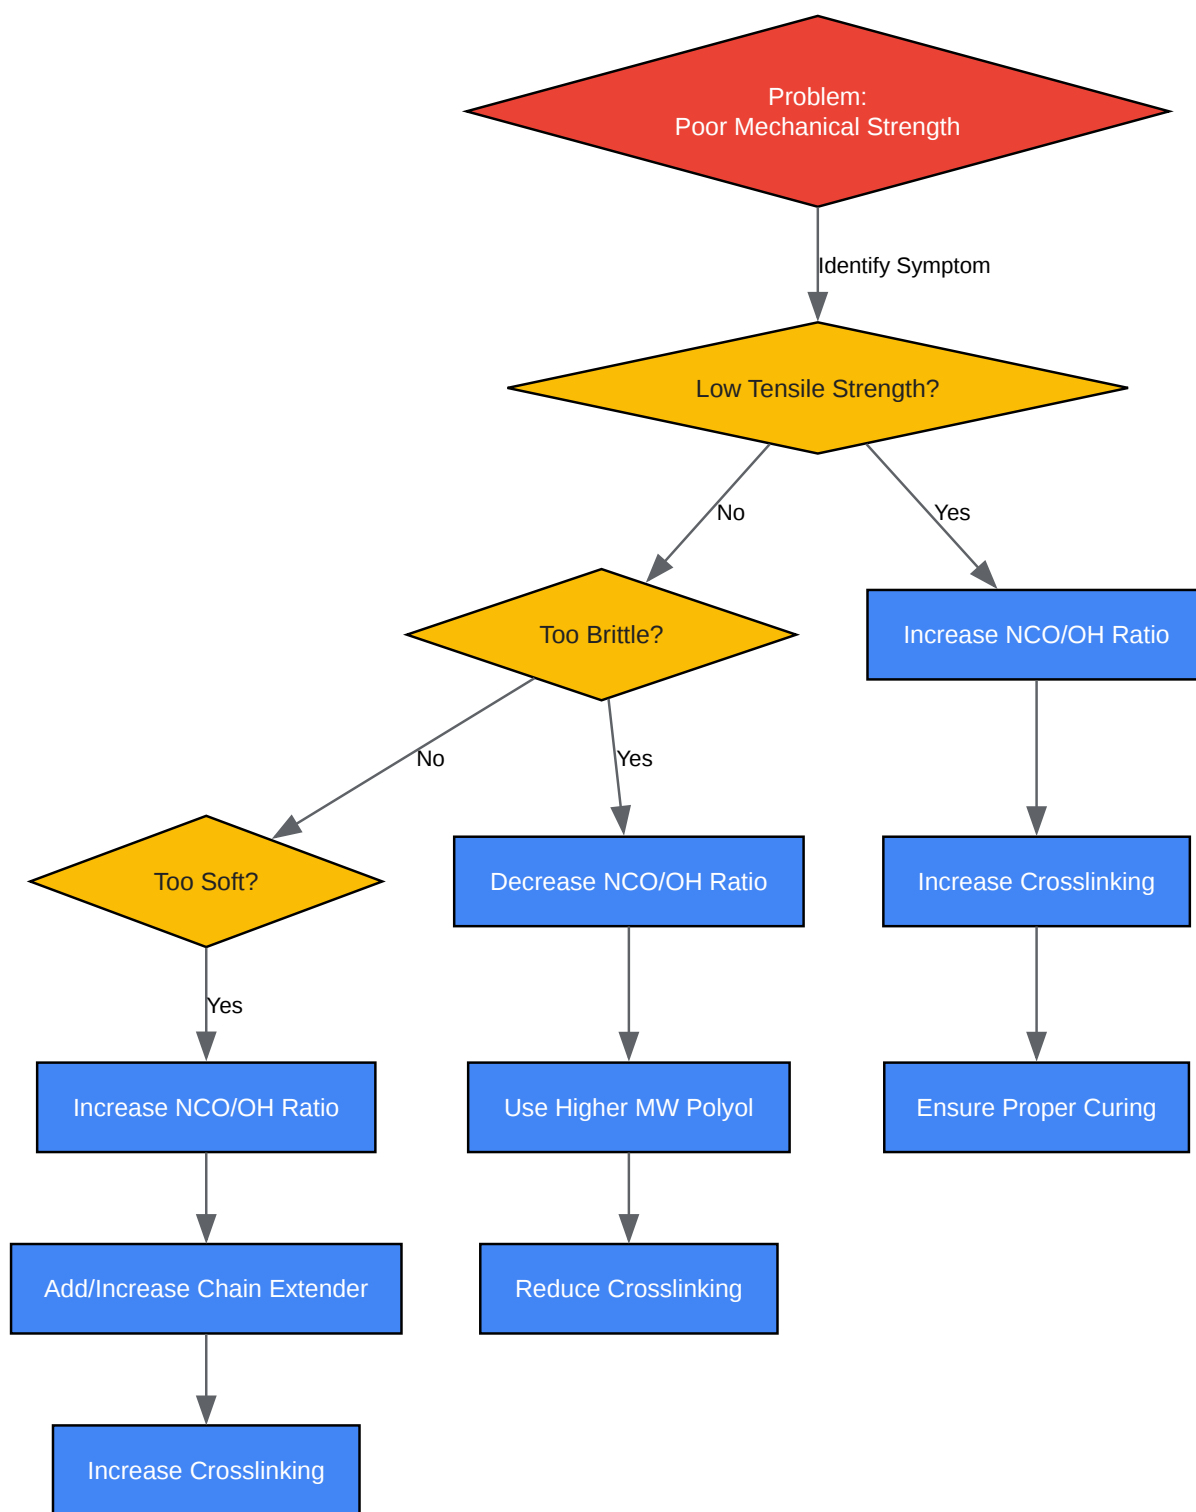 Problem:
Poor Mechanical Strength
Identify Symptom
Low Tensile Strength?
No
Yes
Too Brittle?
Increase NCO/OH Ratio
No
Yes
Too Soft?
Decrease NCO/OH Ratio
Increase Crosslinking
Yes
Increase NCO/OH Ratio
Use Higher MW Polyol
Ensure Proper Curing
Add/Increase Chain Extender
Reduce Crosslinking
Increase Crosslinking